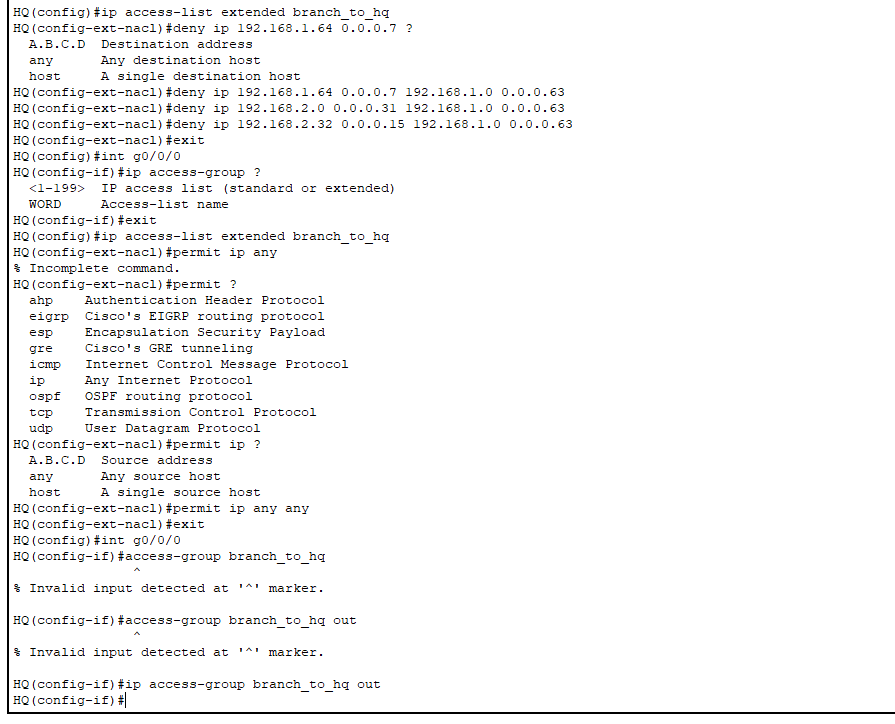 HQ(config)#ip access-list extended branch_to_hq
HQ(config-ext-nacl)#deny ip 192.168.1.64 0.0.0.7 ?
  A.B.C.D  Destination address
  any      Any destination host
  host     A single destination host
HQ(config-ext-nacl)#deny ip 192.168.1.64 0.0.0.7 192.168.1.0 0.0.0.63
HQ(config-ext-nacl)#deny ip 192.168.2.0 0.0.0.31 192.168.1.0 0.0.0.63
HQ(config-ext-nacl)#deny ip 192.168.2.32 0.0.0.15 192.168.1.0 0.0.0.63
HQ(config-ext-nacl)#exit
HQ(config)#int g0/0/0
HQ(config-if)#ip access-group ?
  <1-199>  IP access list (standard or extended)
  WORD     Access-list name
HQ(config-if)#exit
HQ(config)#ip access-list extended branch_to_hq
HQ(config-ext-nacl)#permit ip any
% Incomplete command.
HQ(config-ext-nacl)#permit ?
  ahp    Authentication Header Protocol
  eigrp  Cisco's EIGRP routing protocol
  esp    Encapsulation Security Payload
  gre    Cisco's GRE tunneling
  icmp   Internet Control Message Protocol
  ip     Any Internet Protocol
  ospf   OSPF routing protocol
  tcp    Transmission Control Protocol
  udp    User Datagram Protocol
HQ(config-ext-nacl)#permit ip ?
  A.B.C.D  Source address
  any      Any source host
  host     A single source host
HQ(config-ext-nacl)#permit ip any any
HQ(config-ext-nacl)#exit
HQ(config)#int g0/0/0
HQ(config-if)#access-group branch_to_hq
               ^
% Invalid input detected at '^' marker.

HQ(config-if)#access-group branch_to_hq out
               ^
% Invalid input detected at '^' marker.

HQ(config-if)#ip access-group branch_to_hq out
HQ(config-if)#